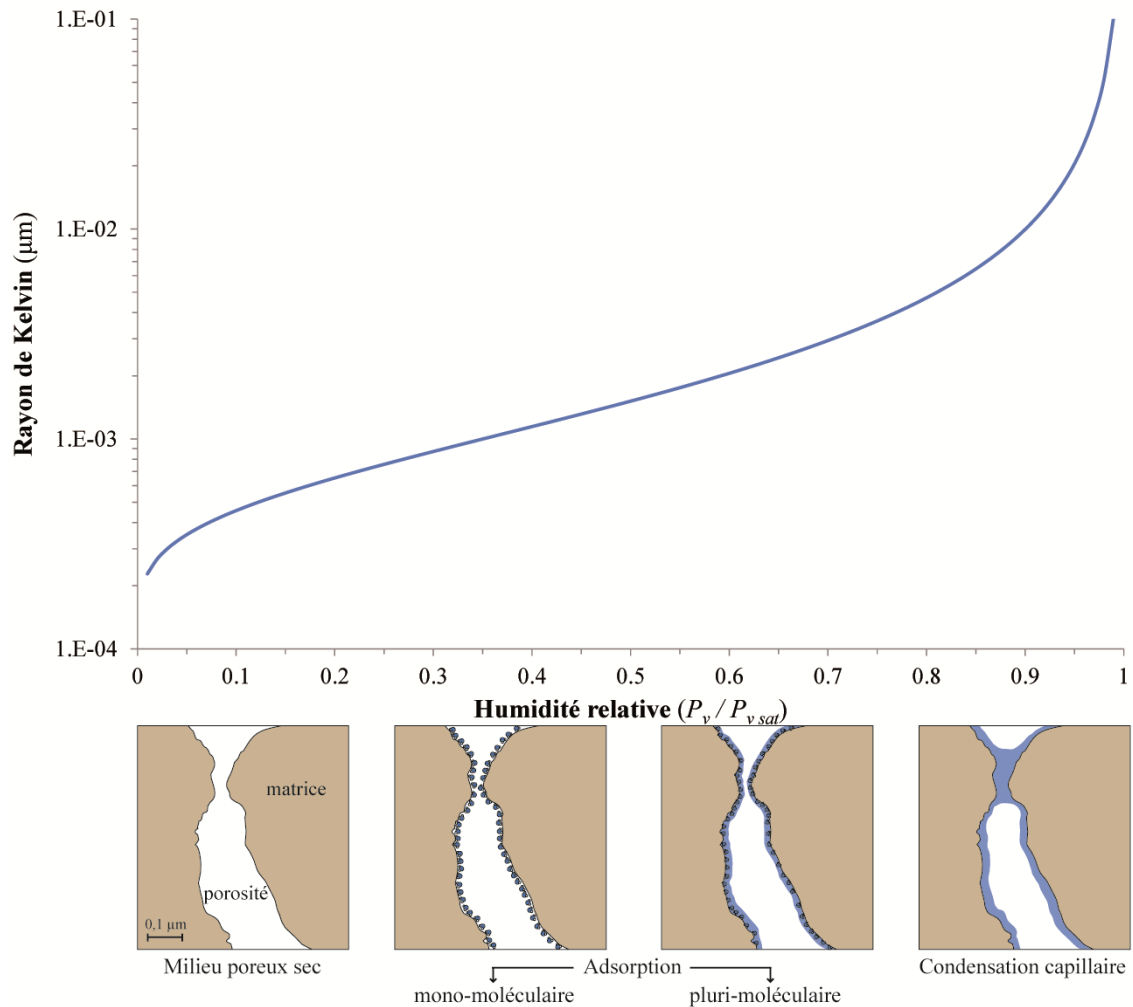 1.E-01
1.E-02
1.E-03
1.E-04
Rayon de Kelvin (μm)
0 0.1 0.2 0.3 0.4 0.5 0.6 0.7 0.8 0.9 1
Humidité relative (Pv / Pv sat)
matrice
porosité
0,1 μm
Milieu poreux sec
Adsorption
mono-moléculaire
pluri-moléculaire
Condensation capillaire